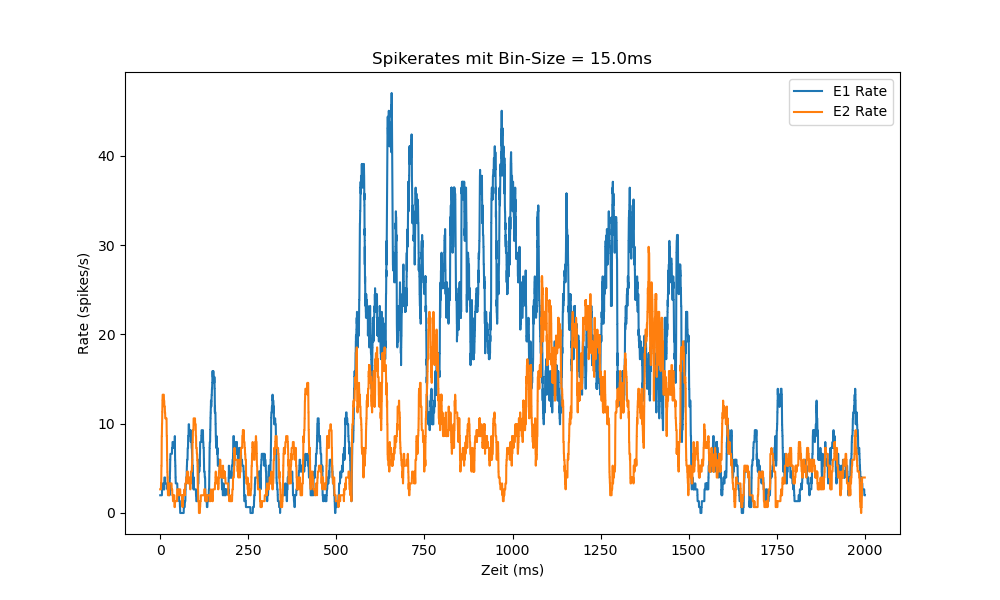 Spikerates mit Bin-Size = 15.0ms
E1 Rate
E2 Rate
Rate (spikes/s)
40
30
20
10
0
0 250 500 750 1000 1250 1500 1750 2000
Zeit (ms)